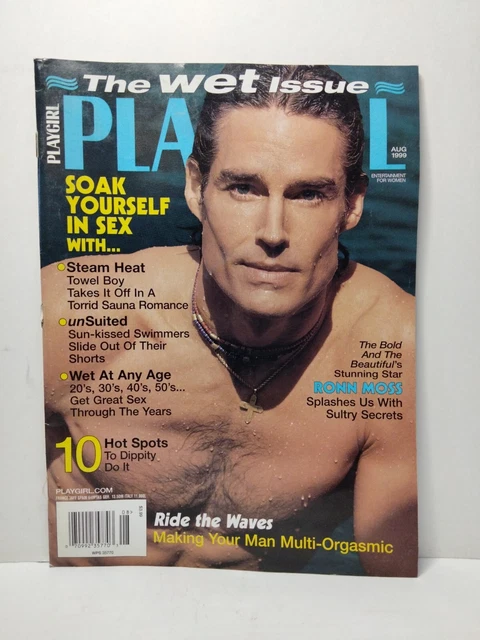 The wet Issue
PLAYGIRL
PLA L
AUG
1999
ENTERTAINMENT
FOR WOMEN
SOAK
YOURSELF
IN SEX
WITH...
Steam Heat
Towel Boy
Takes It Off In A
Torrid Sauna Romance
unSuited
Sun-kissed Swimmers
Slide Out Of Their
Shorts
Wet At Any Age
20's, 30's, 40's, 50's...
Get Great Sex
Through The Years
The Bold
And The
Beautiful's
Stunning Star
RONN MOSS
Splashes Us With
Sultry Secrets
10 Hot Spots
To Dippity
Do It
PLAYGIRL.COM
08
Ride the Waves
Making Your Man Multi-Orgasmic